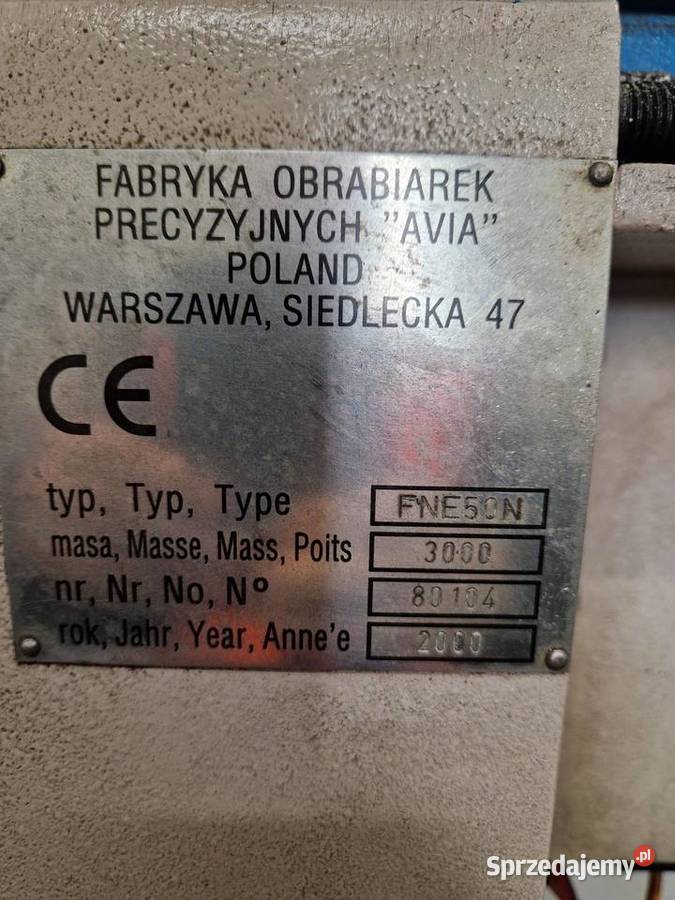 FABRYKA OBRABIAREK
PRECYZYJNYCH "AVIA"
POLAND
WARSZAWA, SIEDLECKA 47
CE
typ, Typ, Type FNE50N
masa, Masse, Mass, Poits 3000
nr, Nr, No, Nº 80104
rok, Jahr, Year, Anne'e 2000
Sprzedajemy.pl